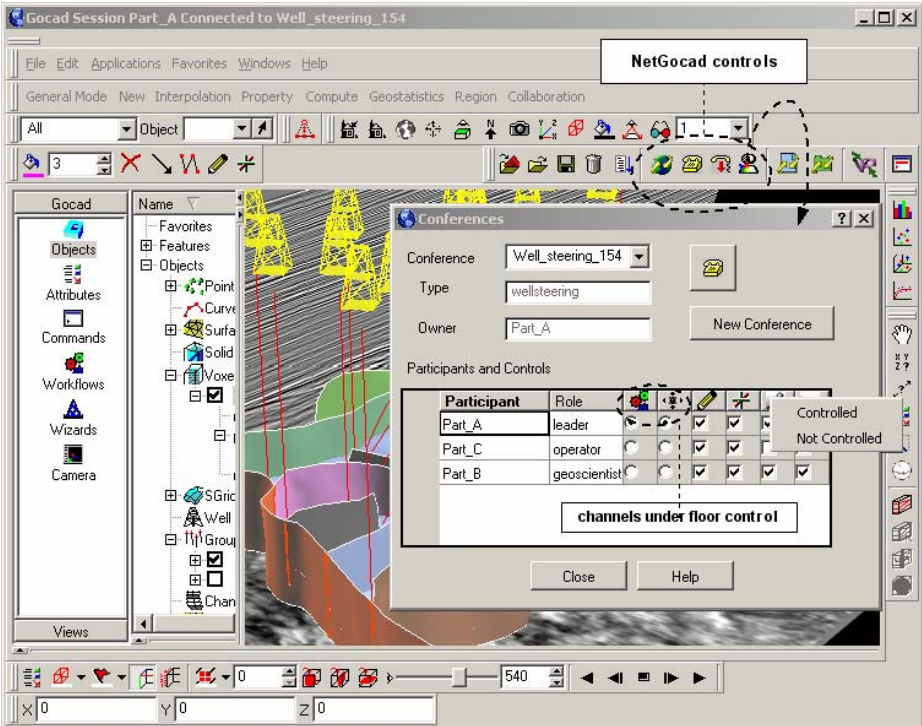 Gocad Session Part_A Connected to Well_steering_154
NetGocad controls
File Edit Applications Favorites Windows Help
General Mode New Interpolation Property Compute Geostatistics Region Collaboration
All Object 1
3
Gocad
Objects
Attributes
Commands
Workflows
Wizards
Camera
Views
Name
Favorites
Features
Objects
Point
Curve
Surfa
Solid
Voxe
SGric
Well
Group
Chan
Conferences
Conference Well_steering_154
Type wellsteering
Owner Part_A
New Conference
Participants and Controls
Participant Role
Part_A leader
Part_C operator
Part_B geoscientist
Controlled
Not Controlled
channels under floor control
Close Help
0 540
X 0 Y 0 Z 0